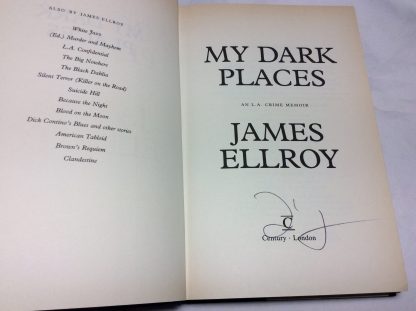 ALSO BY JAMES ELLROY
White Jazz
(Ed.) Murder and Mayhem
L.A. Confidential
The Big Nowhere
The Black Dahlia
Silent Terror (Killer on the Road)
Suicide Hill
Because the Night
Blood on the Moon
Dick Contino's Blues and other stories
American Tabloid
Brown's Requiem
Clandestine
MY DARK
PLACES
AN L.A. CRIME MEMOIR
JAMES
ELLROY
C
Century · London